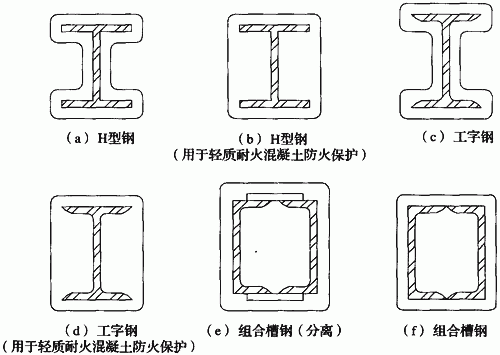 (a) H型钢
(b) H型钢
(用于轻质耐火混凝土防火保护)
(c) 工字钢
(d) 工字钢
(用于轻质耐火混凝土防火保护)
(e) 组合槽钢(分离)
(f) 组合槽钢